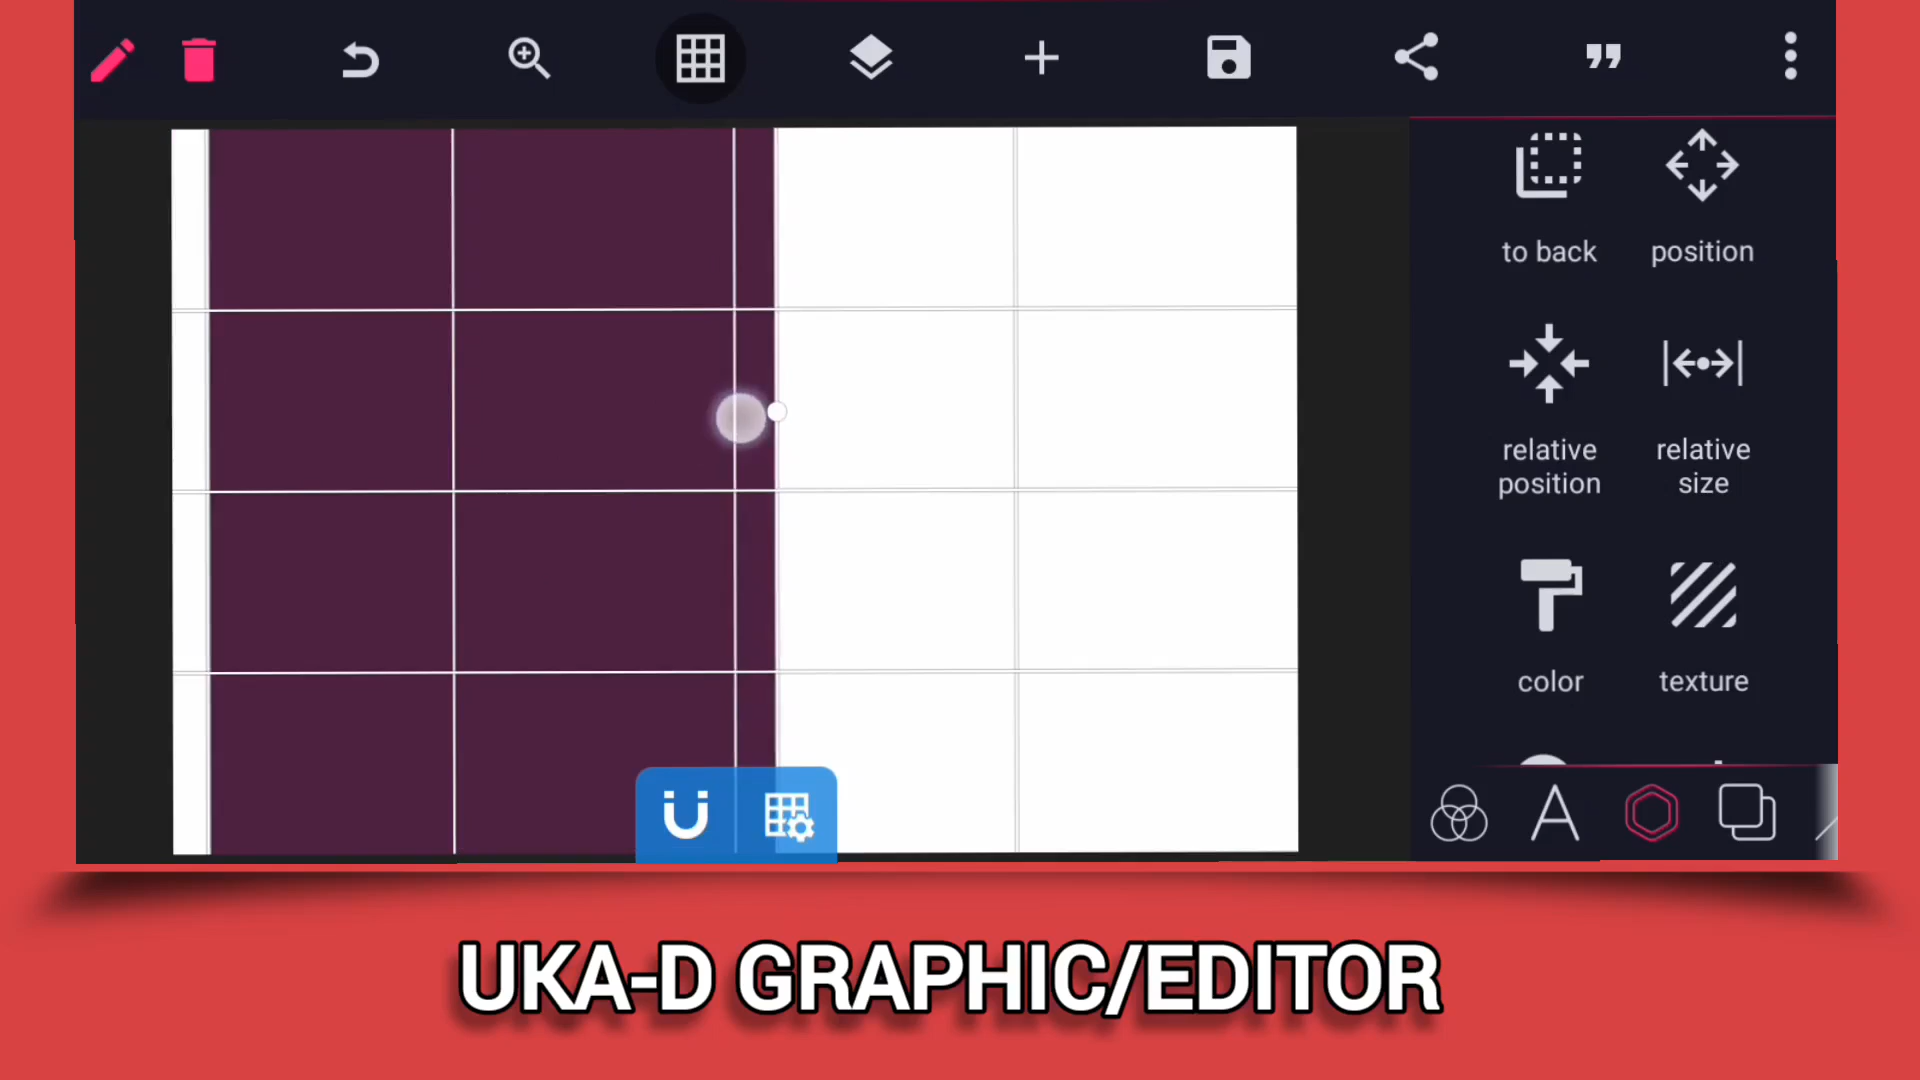 to back
position
relative
position
relative
size
color
texture
UKA-D GRAPHIC/EDITOR